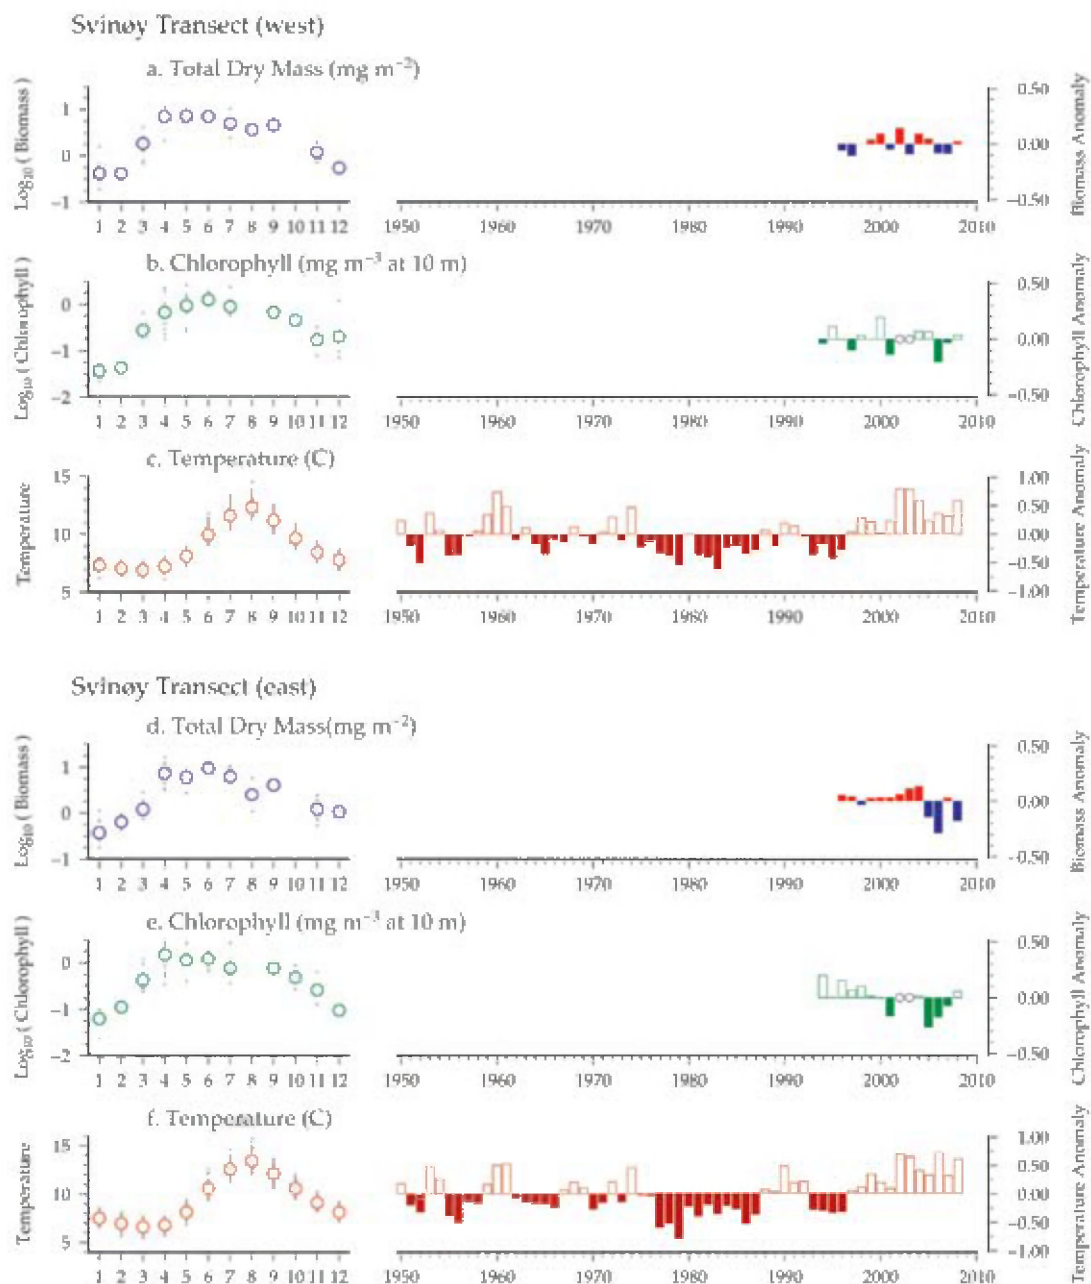 Svinøy Transect (west)
a. Total Dry Mass (mg m⁻²)
Log₁₀ ( Biomass )
1
0
−1
1 2 3 4 5 6 7 8 9 10 11 12
1950 1960 1970 1980 1990 2000 2010
0.50
0.00
−0.50
Biomass Anomaly
b. Chlorophyll (mg m⁻³ at 10 m)
Log₁₀ ( Chlorophyll)
0
−1
−2
1 2 3 4 5 6 7 8 9 10 11 12
1950 1960 1970 1980 1990 2000 2010
0.50
0.00
−0.50
Chlorophyll Anomaly
c. Temperature (C)
Temperature
15
10
5
1 2 3 4 5 6 7 8 9 10 11 12
1950 1960 1970 1980 1990 2000 2010
1.00
0.50
0.00
−0.50
−1.00
Temperature Anomaly
Svinøy Transect (east)
d. Total Dry Mass(mg m⁻²)
Log₁₀ ( Biomass )
1
0
−1
1 2 3 4 5 6 7 8 9 10 11 12
1950 1960 1970 1980 1990 2000 2010
0.50
0.00
−0.50
Biomass Anomaly
e. Chlorophyll (mg m⁻³ at 10 m)
Log₁₀ ( Chlorophyll)
0
−1
−2
1 2 3 4 5 6 7 8 9 10 11 12
1950 1960 1970 1980 1990 2000 2010
0.50
0.00
−0.50
Chlorophyll Anomaly
f. Temperature (C)
Temperature
15
10
5
1 2 3 4 5 6 7 8 9 10 11 12
1950 1960 1970 1980 1990 2000 2010
1.00
0.50
0.00
−0.50
−1.00
Temperature Anomaly